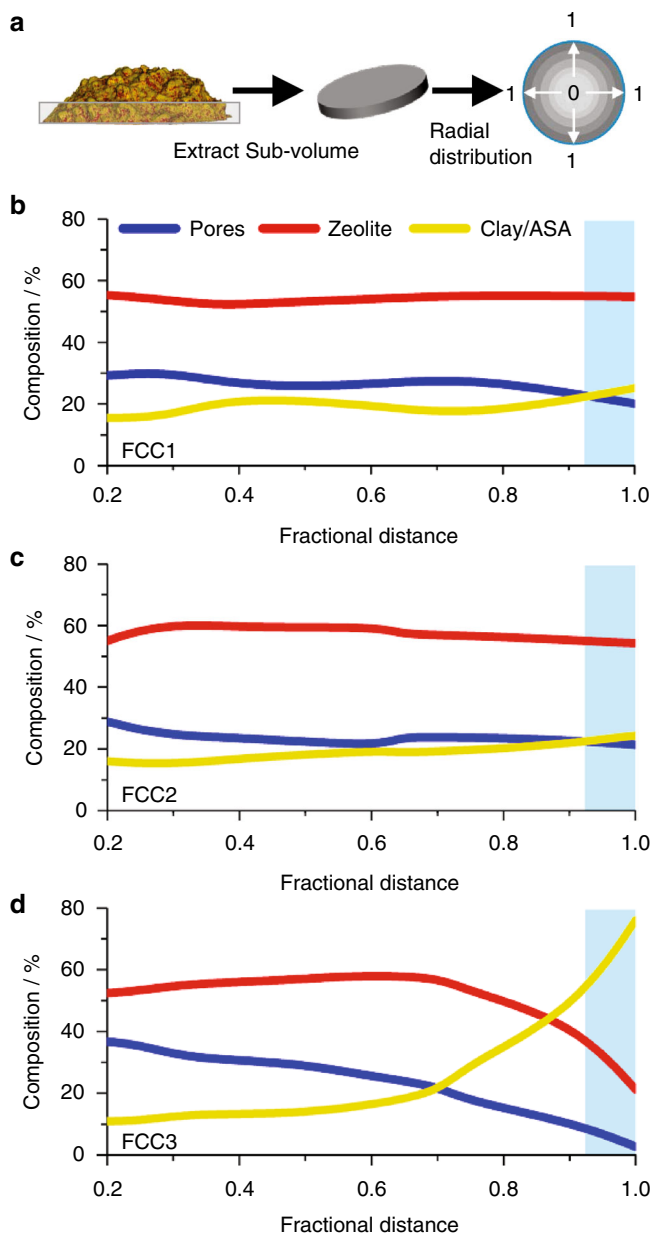 a
1
1 0 1
1
Extract Sub-volume
Radial
distribution
b
Pores Zeolite Clay/ASA
80
60
40
20
0
Composition / %
FCC1
0.2 0.4 0.6 0.8 1.0
Fractional distance
c
80
60
40
20
0
Composition / %
FCC2
0.2 0.4 0.6 0.8 1.0
Fractional distance
d
80
60
40
20
0
Composition / %
FCC3
0.2 0.4 0.6 0.8 1.0
Fractional distance